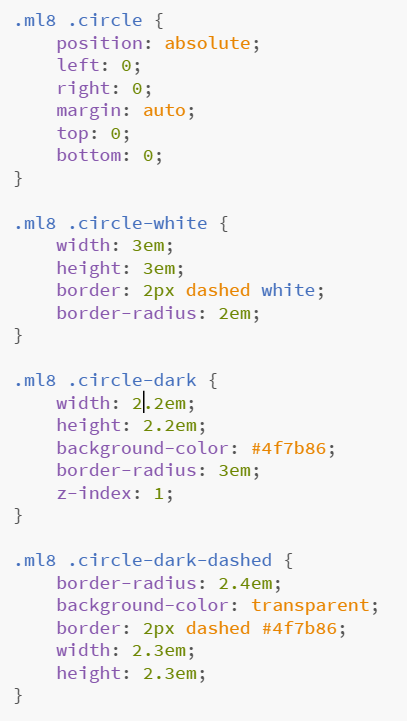 .ml8 .circle {
    position: absolute;
    left: 0;
    right: 0;
    margin: auto;
    top: 0;
    bottom: 0;
}

.ml8 .circle-white {
    width: 3em;
    height: 3em;
    border: 2px dashed white;
    border-radius: 2em;
}

.ml8 .circle-dark {
    width: 2.2em;
    height: 2.2em;
    background-color: #4f7b86;
    border-radius: 3em;
    z-index: 1;
}

.ml8 .circle-dark-dashed {
    border-radius: 2.4em;
    background-color: transparent;
    border: 2px dashed #4f7b86;
    width: 2.3em;
    height: 2.3em;
}